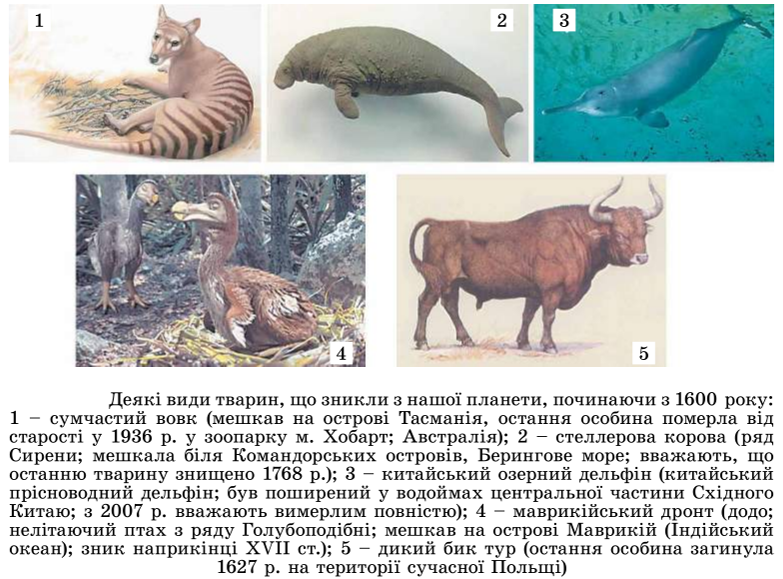 1
2
3
4
5
Деякі види тварин, що зникли з нашої планети, починаючи з 1600 року:
1 – сумчастий вовк (мешкав на острові Тасманія, остання особина померла від
старості у 1936 р. у зоопарку м. Хобарт; Австралія); 2 – стеллерова корова (ряд
Сирени; мешкала біля Командорських островів, Берингове море; вважають, що
останню тварину знищено 1768 р.); 3 – китайський озерний дельфін (китайський
прісноводний дельфін; був поширений у водоймах центральної частини Східного
Китаю; з 2007 р. вважають вимерлим повністю); 4 – маврикійський дронт (додо;
нелітаючий птах з ряду Голубоподібні; мешкав на острові Маврикій (Індійський
океан); зник наприкінці XVII ст.); 5 – дикий бик тур (остання особина загинула
1627 р. на території сучасної Польщі)